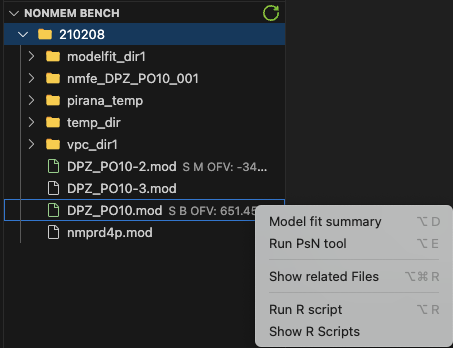 NONMEM BENCH
210208
modelfit_dir1
nmfe_DPZ_PO10_001
pirana_temp
temp_dir
vpc_dir1
DPZ_PO10-2.mod S M OFV: -34...
DPZ_PO10-3.mod
DPZ_PO10.mod S B OFV: 651.45
nmprd4p.mod
Model fit summary ⌥ D
Run PsN tool ⌥ E
Show related Files ⌥⌘ R
Run R script ⌥ R
Show R Scripts